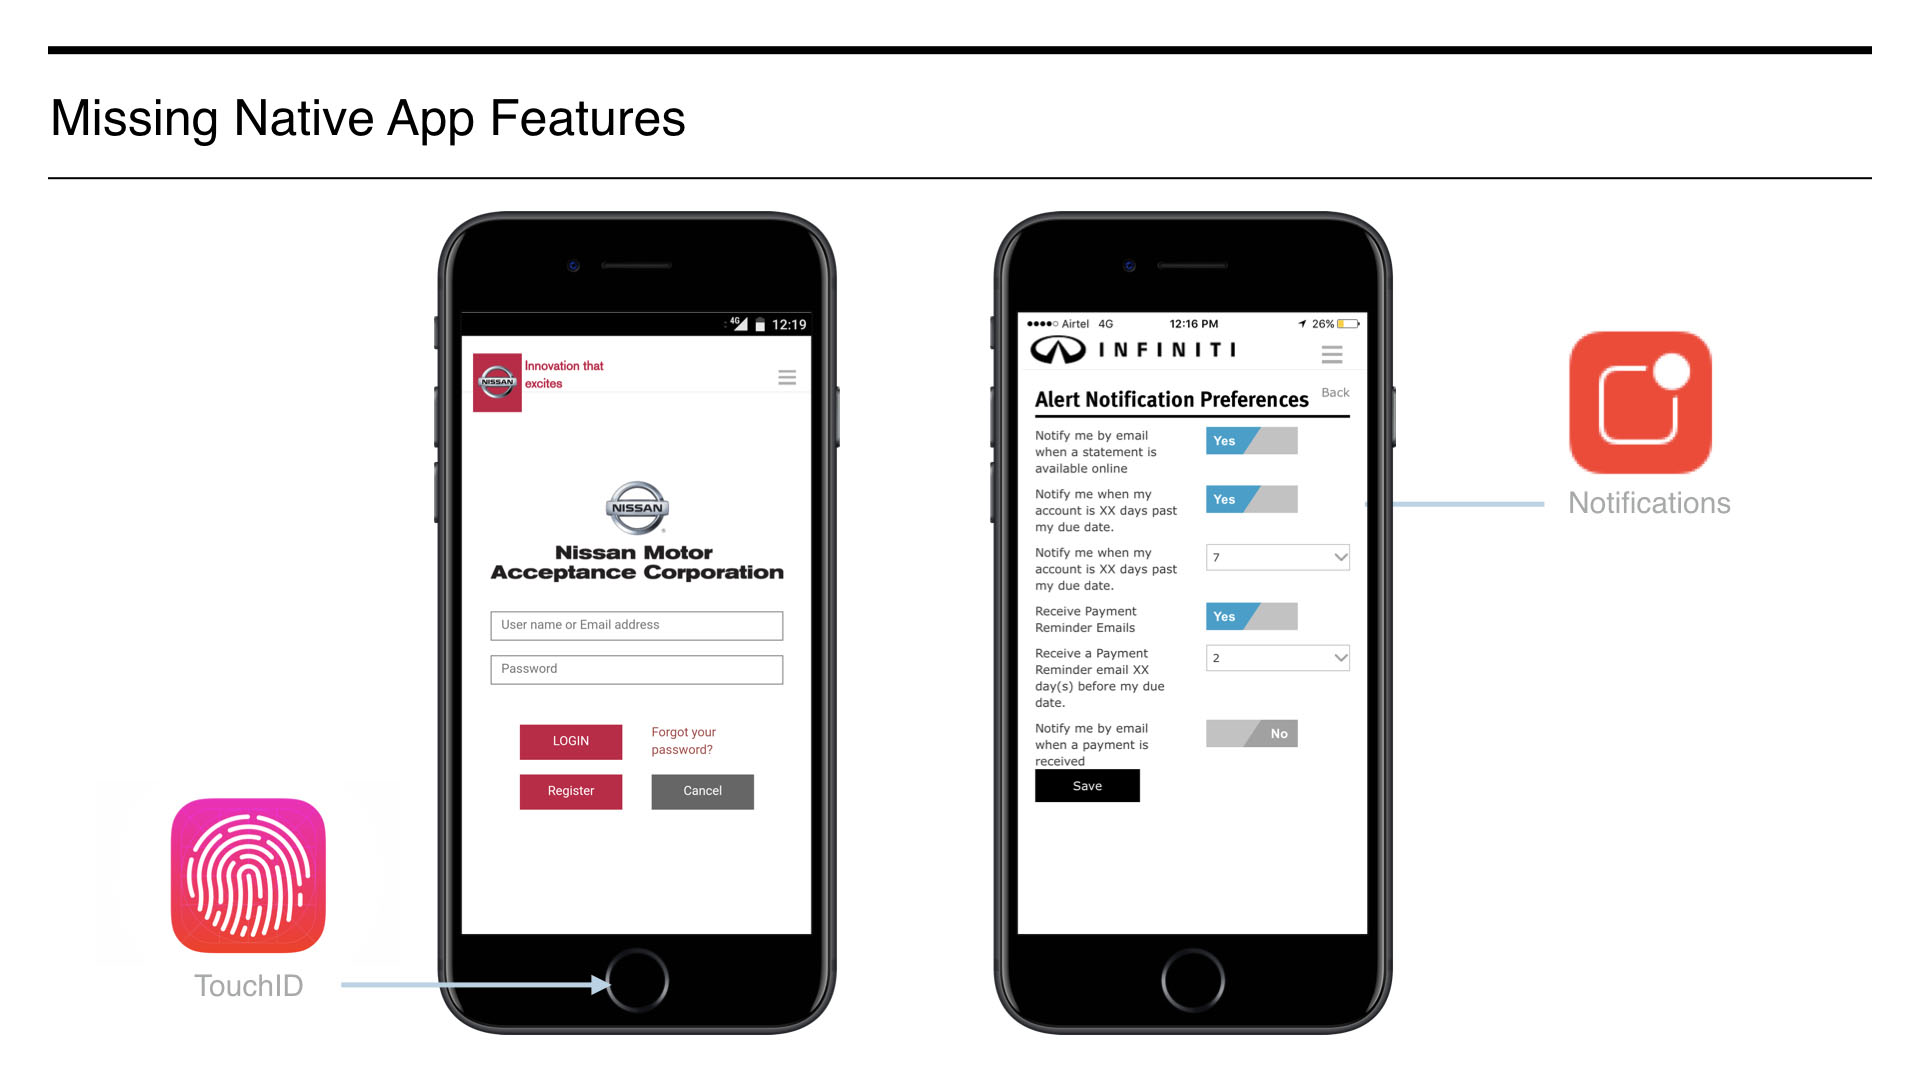 Missing Native App Features
4G 12:19
NISSAN
Innovation that
excites
NISSAN
Nissan Motor
Acceptance Corporation
User name or Email address
Password
LOGIN
Forgot your
password?
Register
Cancel
TouchID
Airtel 4G 12:16 PM 26%
INFINITI
Alert Notification Preferences
Back
Notify me by email
when a statement is
available online
Yes
Notify me when my
account is XX days past
my due date.
Yes
Notify me when my
account is XX days past
my due date.
7
Receive Payment
Reminder Emails
Yes
Receive a Payment
Reminder email XX
day(s) before my due
date.
2
Notify me by email
when a payment is
received
No
Save
Notifications